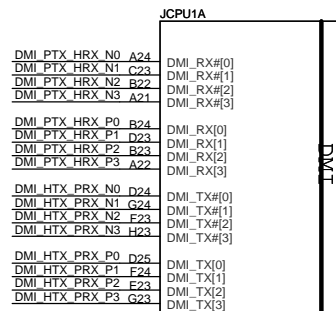 JCPU1A
DMI_PTX_HRX_N0 A24 DMI_RX#[0]
DMI_PTX_HRX_N1 C23 DMI_RX#[1]
DMI_PTX_HRX_N2 B22 DMI_RX#[2]
DMI_PTX_HRX_N3 A21 DMI_RX#[3]
DMI_PTX_HRX_P0 B24 DMI_RX[0]
DMI_PTX_HRX_P1 D23 DMI_RX[1]
DMI_PTX_HRX_P2 B23 DMI_RX[2]
DMI_PTX_HRX_P3 A22 DMI_RX[3]
DMI_HTX_PRX_N0 D24 DMI_TX#[0]
DMI_HTX_PRX_N1 G24 DMI_TX#[1]
DMI_HTX_PRX_N2 F23 DMI_TX#[2]
DMI_HTX_PRX_N3 H23 DMI_TX#[3]
DMI_HTX_PRX_P0 D25 DMI_TX[0]
DMI_HTX_PRX_P1 F24 DMI_TX[1]
DMI_HTX_PRX_P2 E23 DMI_TX[2]
DMI_HTX_PRX_P3 G23 DMI_TX[3]
DMI